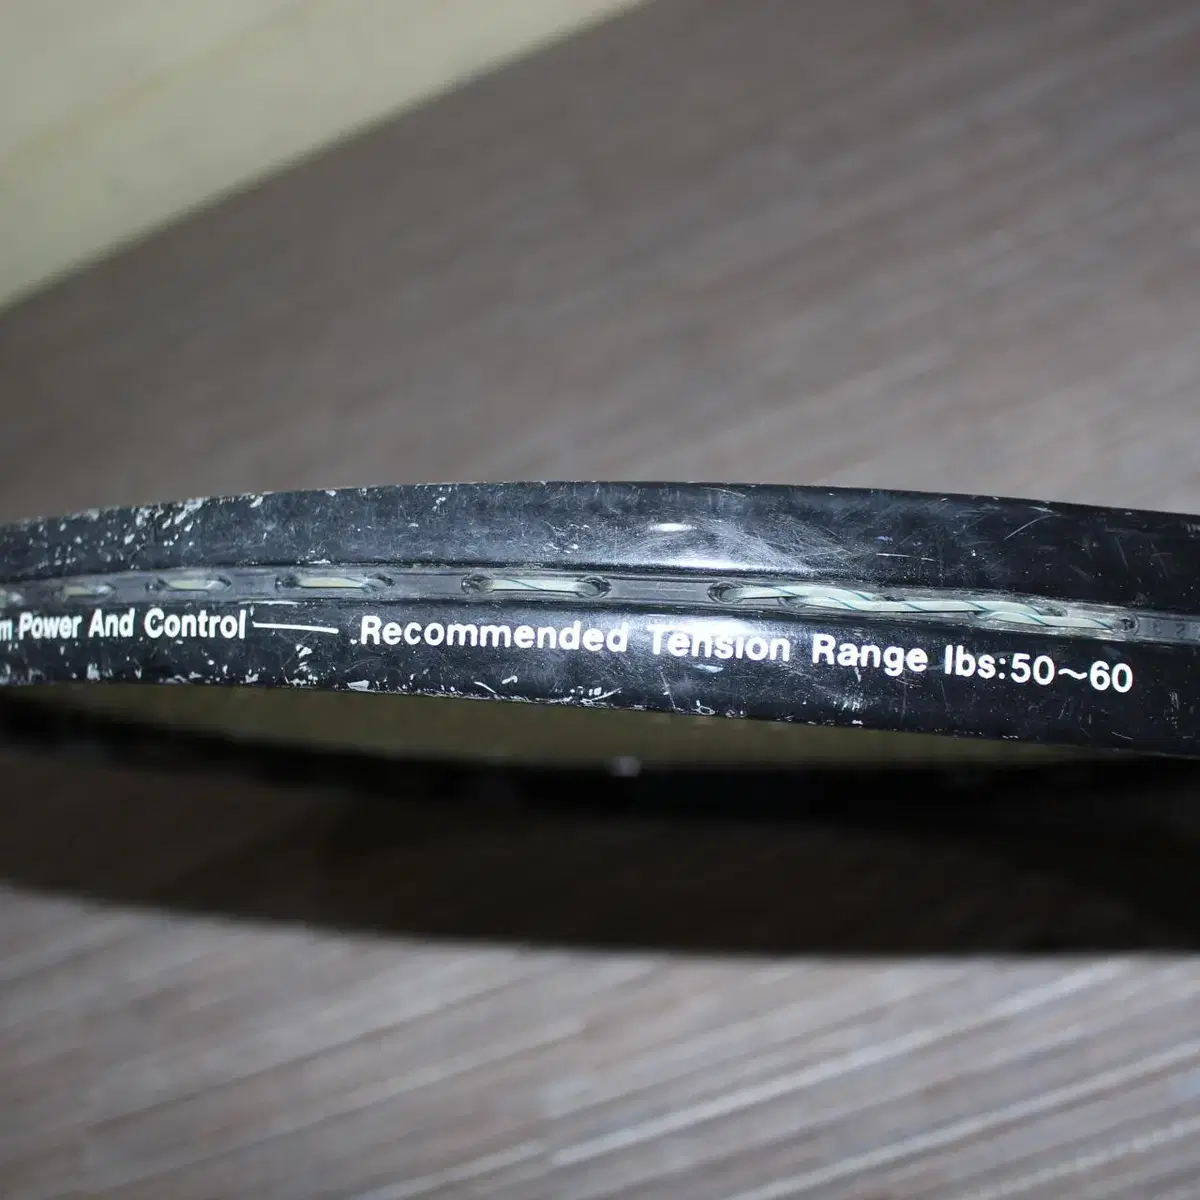 Power And Control — .Recommended Tension Range lbs:50~60